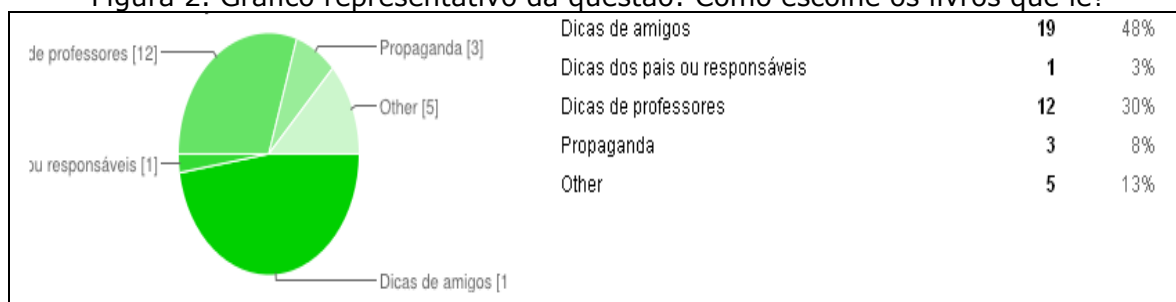 Figura 2: Gráfico representativo da questão: Como escolhe os livros que lê?
de professores [12]
Propaganda [3]
Other [5]
ou responsáveis [1]
Dicas de amigos [1
Dicas de amigos 19 48%
Dicas dos pais ou responsáveis 1 3%
Dicas de professores 12 30%
Propaganda 3 8%
Other 5 13%